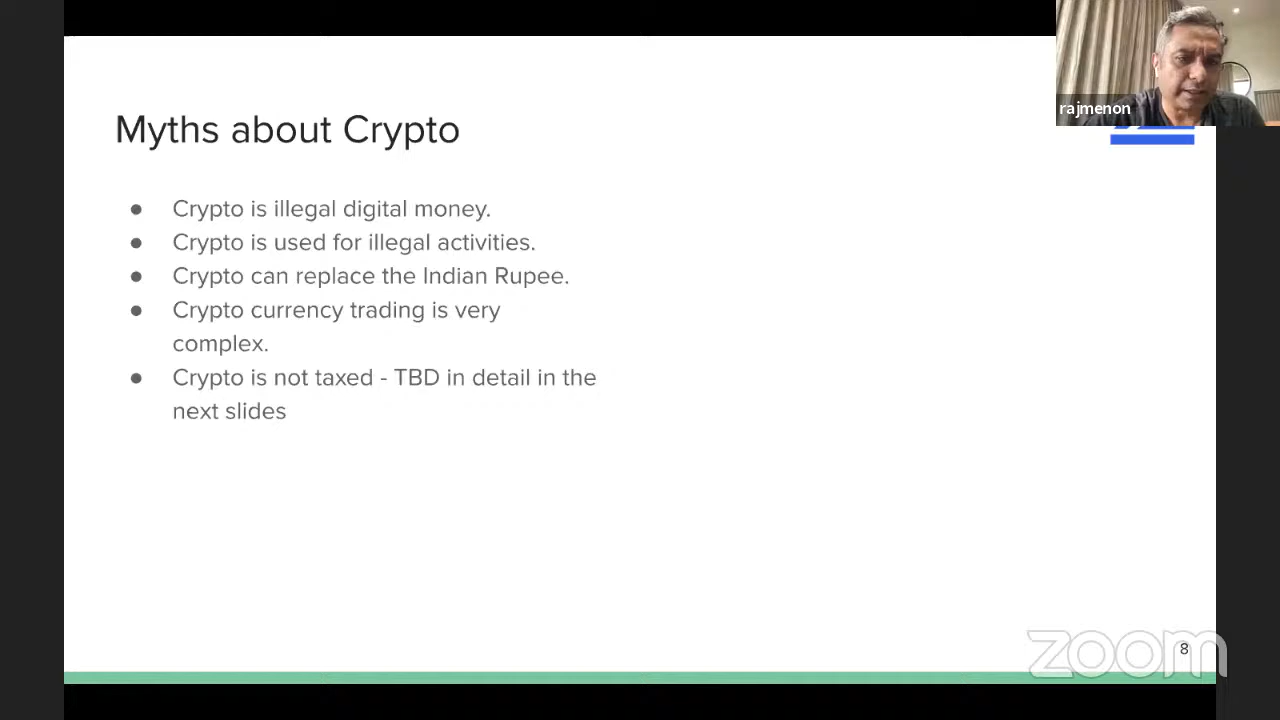 rajmenon
Myths about Crypto
● Crypto is illegal digital money.
● Crypto is used for illegal activities.
● Crypto can replace the Indian Rupee.
● Crypto currency trading is very
complex.
● Crypto is not taxed - TBD in detail in the
next slides
8
zoom